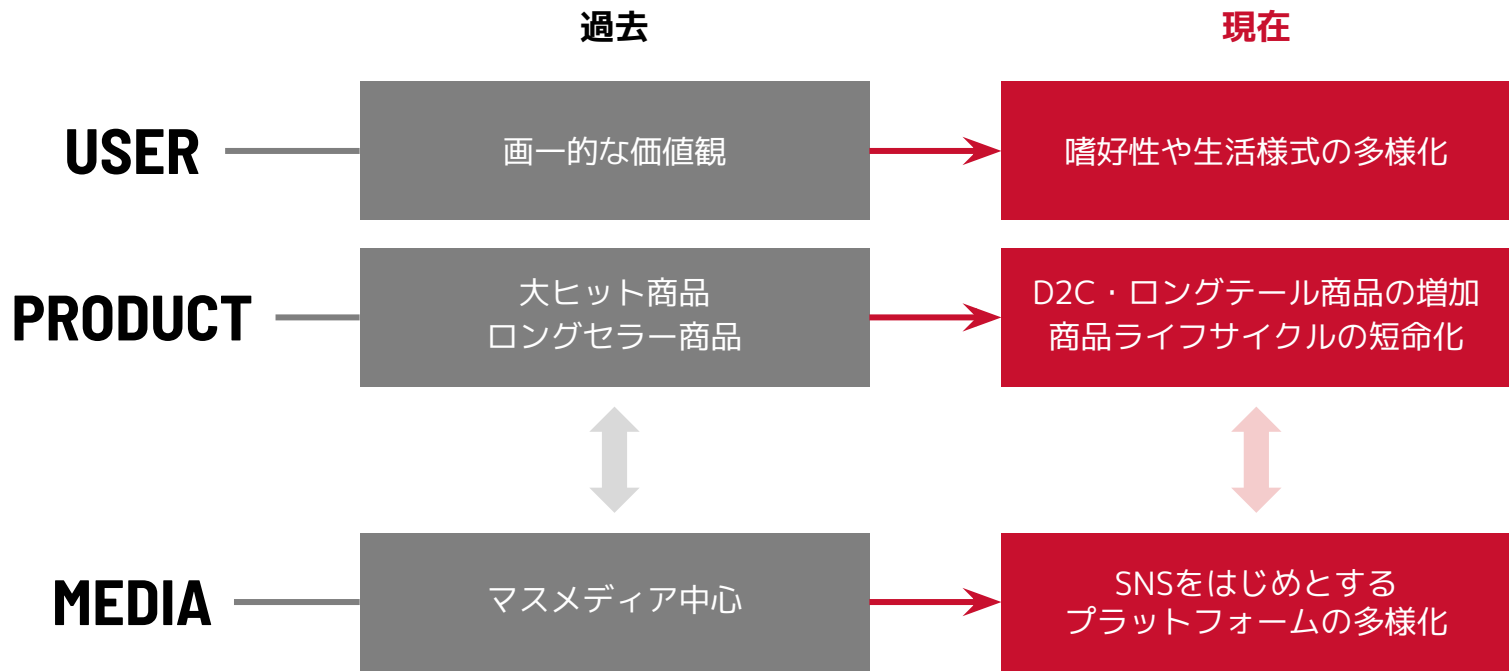 過去
現在
USER
画一的な価値観
嗜好性や生活様式の多様化
PRODUCT
大ヒット商品
ロングセラー商品
D2C・ロングテール商品の増加
商品ライフサイクルの短命化
MEDIA
マスメディア中心
SNSをはじめとする
プラットフォームの多様化